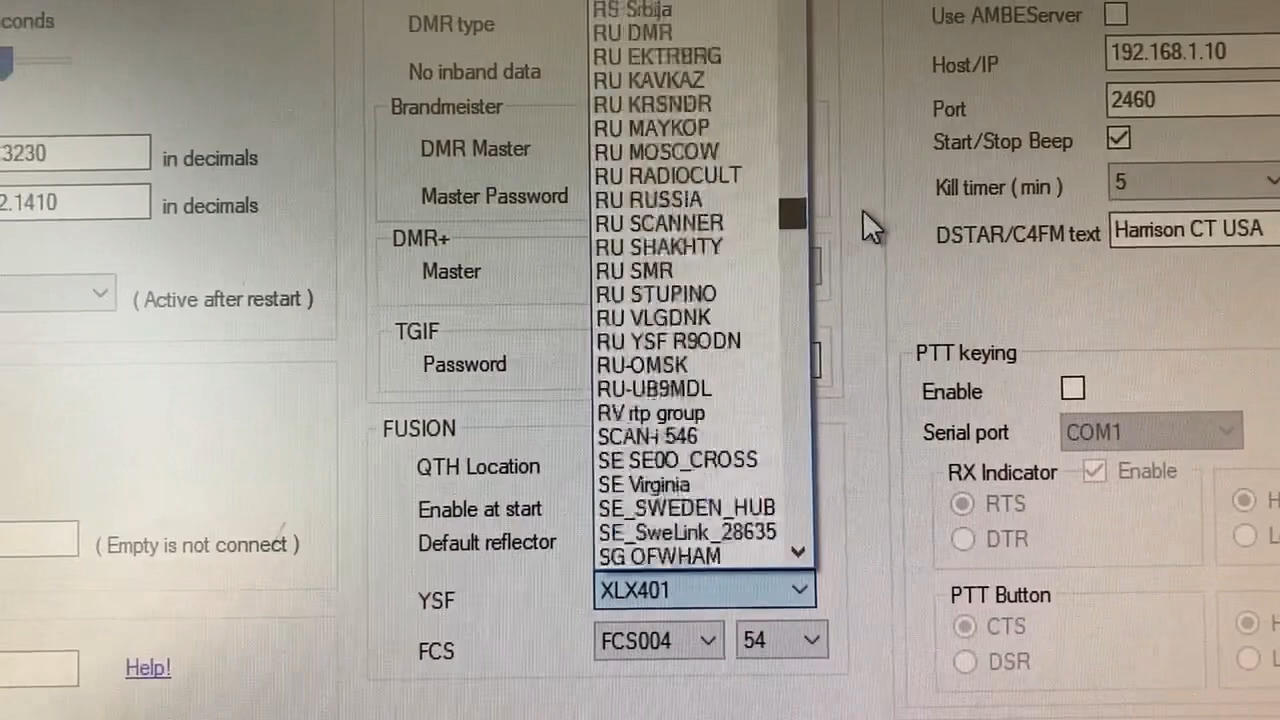 conds
3230 in decimals
2.1410 in decimals
( Active after restart )
( Empty is not connect )
Help!
DMR type
No inband data
Brandmeister
DMR Master
Master Password
DMR+
Master
TGIF
Password
FUSION
QTH Location
Enable at start
Default reflector
YSF
FCS
RS Srbija
RU DMR
RU EKTRBRG
RU KAVKAZ
RU KRSNDR
RU MAYKOP
RU MOSCOW
RU RADIOCULT
RU RUSSIA
RU SCANNER
RU SHAKHTY
RU SMR
RU STUPINO
RU VLGDNK
RU YSF R9ODN
RU-OMSK
RU-UB9MDL
RV rtp group
SCAN-i 546
SE SE0O_CROSS
SE Virginia
SE_SWEDEN_HUB
SE_SweLink_28635
SG OFWHAM
XLX401
FCS004 54
Use AMBEServer
Host/IP 192.168.1.10
Port 2460
Start/Stop Beep
Kill timer ( min ) 5
DSTAR/C4FM text Harrison CT USA
PTT keying
Enable
Serial port COM1
RX Indicator Enable
RTS H
DTR L
PTT Button
CTS H
DSR L